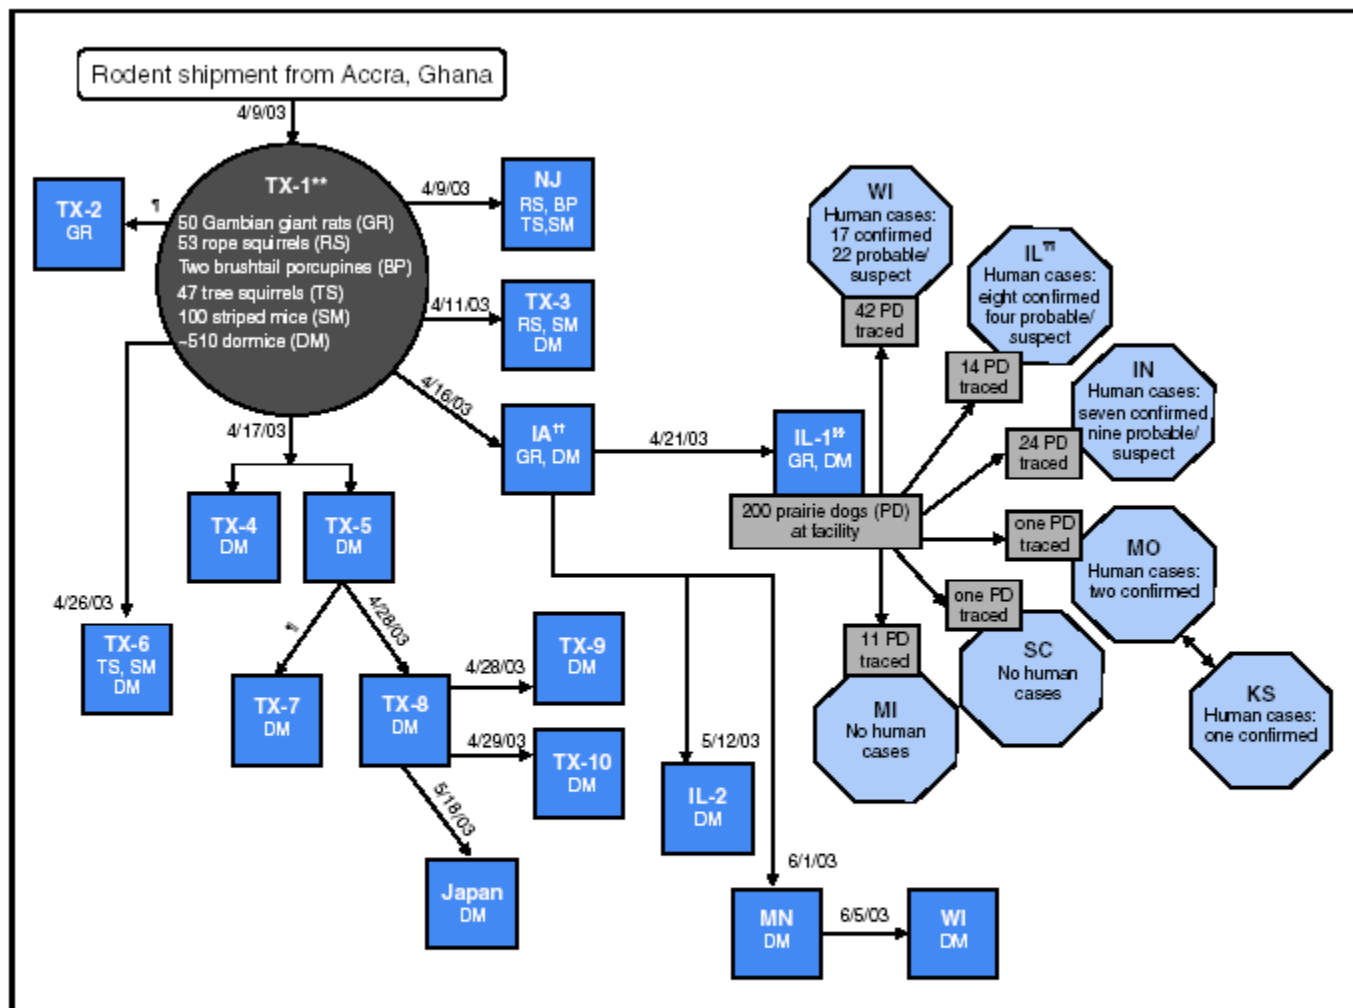 Rodent shipment from Accra, Ghana
4/9/03
TX-1**
50 Gambian giant rats (GR)
53 rope squirrels (RS)
Two brushtail porcupines (BP)
47 tree squirrels (TS)
100 striped mice (SM)
~510 dormice (DM)
¶
TX-2
GR
4/9/03
NJ
RS, BP
TS,SM
4/11/03
TX-3
RS, SM
DM
4/16/03
IA††
GR, DM
4/21/03
IL-1§§
GR, DM
200 prairie dogs (PD)
at facility
WI
Human cases:
17 confirmed
22 probable/
suspect
42 PD
traced
IL¶¶
Human cases:
eight confirmed
four probable/
suspect
14 PD
traced
IN
Human cases:
seven confirmed
nine probable/
suspect
24 PD
traced
one PD
traced
MO
Human cases:
two confirmed
one PD
traced
SC
No human
cases
11 PD
traced
MI
No human
cases
KS
Human cases:
one confirmed
4/17/03
TX-4
DM
TX-5
DM
4/26/03
TX-6
TS, SM
DM
¶
TX-7
DM
4/28/03
TX-8
DM
4/28/03
TX-9
DM
4/29/03
TX-10
DM
5/18/03
Japan
DM
5/12/03
IL-2
DM
6/1/03
MN
DM
6/5/03
WI
DM